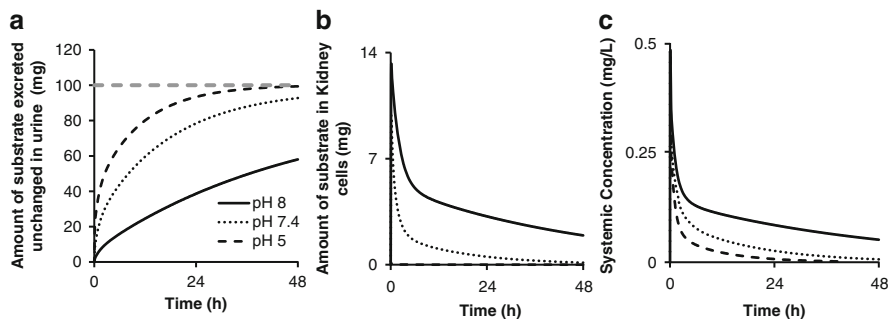 a
Amount of substrate excreted
unchanged in urine (mg)
120
100
80
60
40
20
0
pH 8
pH 7.4
pH 5
0
24
48
Time (h)
b
Amount of substrate in Kidney
cells (mg)
14
7
0
0
24
48
Time (h)
c
Systemic Concentration (mg/L)
0.5
0.25
0
0
24
48
Time (h)